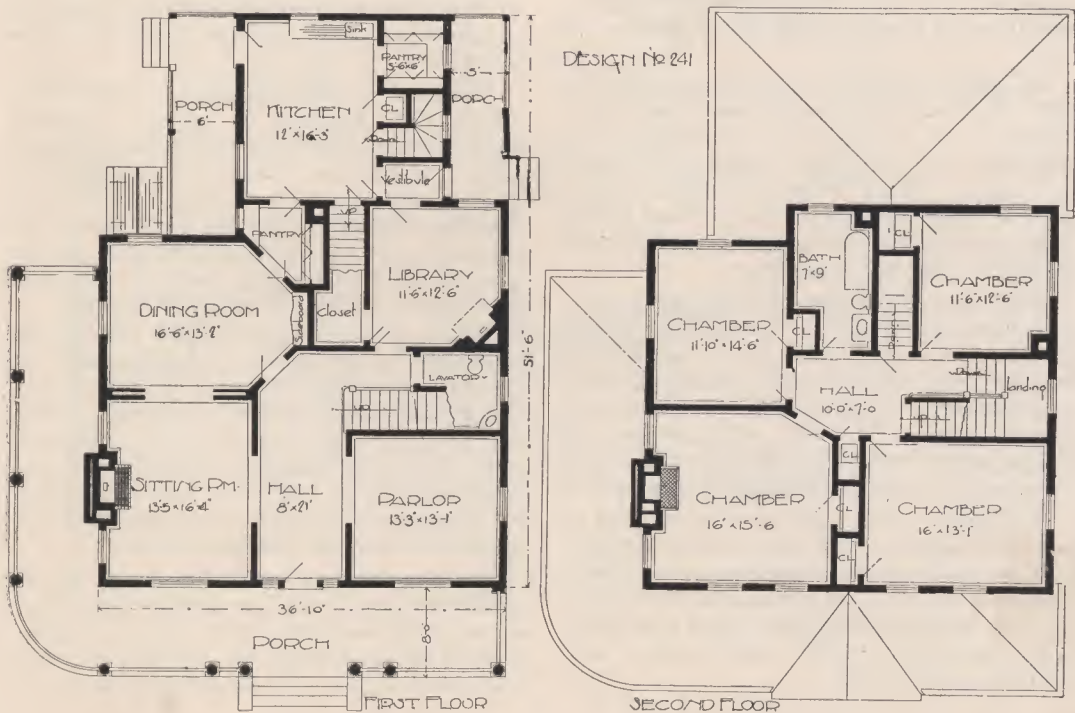 DESIGN No 241
Sink
PANTRY
5'-6"x6'
PORCH
6'
KITCHEN
12' x 16'-3"
5'
PORCH
CL
Down
Vestibule
UP
PANTRY
LIBRARY
11'-6" x 12'-6"
DINING ROOM
16'-6" x 13'-2"
Sideboard
Closet
LAVATORY
UP
51'-6"
SITTING RM.
13'5 x 16'-4"
HALL
8' x 21'
PARLOR
13'-3" x 13'-1"
36'-10"
8'-0
PORCH
FIRST FLOOR
BATH
7' x 9'
CL
CHAMBER
11'-6" x 12'-6"
CHAMBER
11'-10" x 14'-6"
CL
Down
Down
landing
HALL
10'-0" x 7'-0
CL
CHAMBER
16' x 15'-6
CL
CHAMBER
16' x 13'-1"
CL
SECOND FLOOR